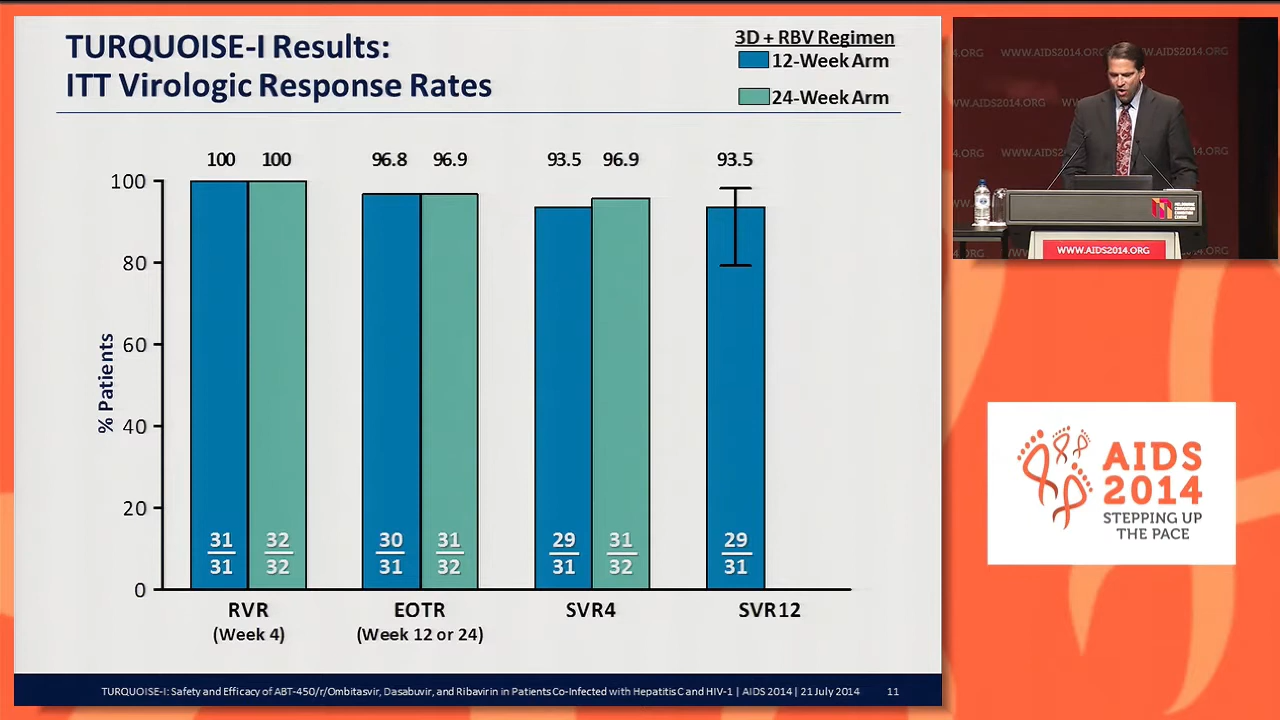 TURQUOISE-I Results:
ITT Virologic Response Rates
3D + RBV Regimen
12-Week Arm
24-Week Arm
100 100 96.8 96.9 93.5 96.9 93.5
% Patients
100
80
60
40
20
0
31 32 30 31 29 31 29
31 32 31 32 31 32 31
RVR EOTR SVR4 SVR12
(Week 4) (Week 12 or 24)
TURQUOISE-I: Safety and Efficacy of ABT-450/r/Ombitasvir, Dasabuvir, and Ribavirin in Patients Co-Infected with Hepatitis C and HIV-1 | AIDS 2014 | 21 July 2014 11
WWW.AIDS2014.ORG
AIDS
2014
STEPPING UP
THE PACE